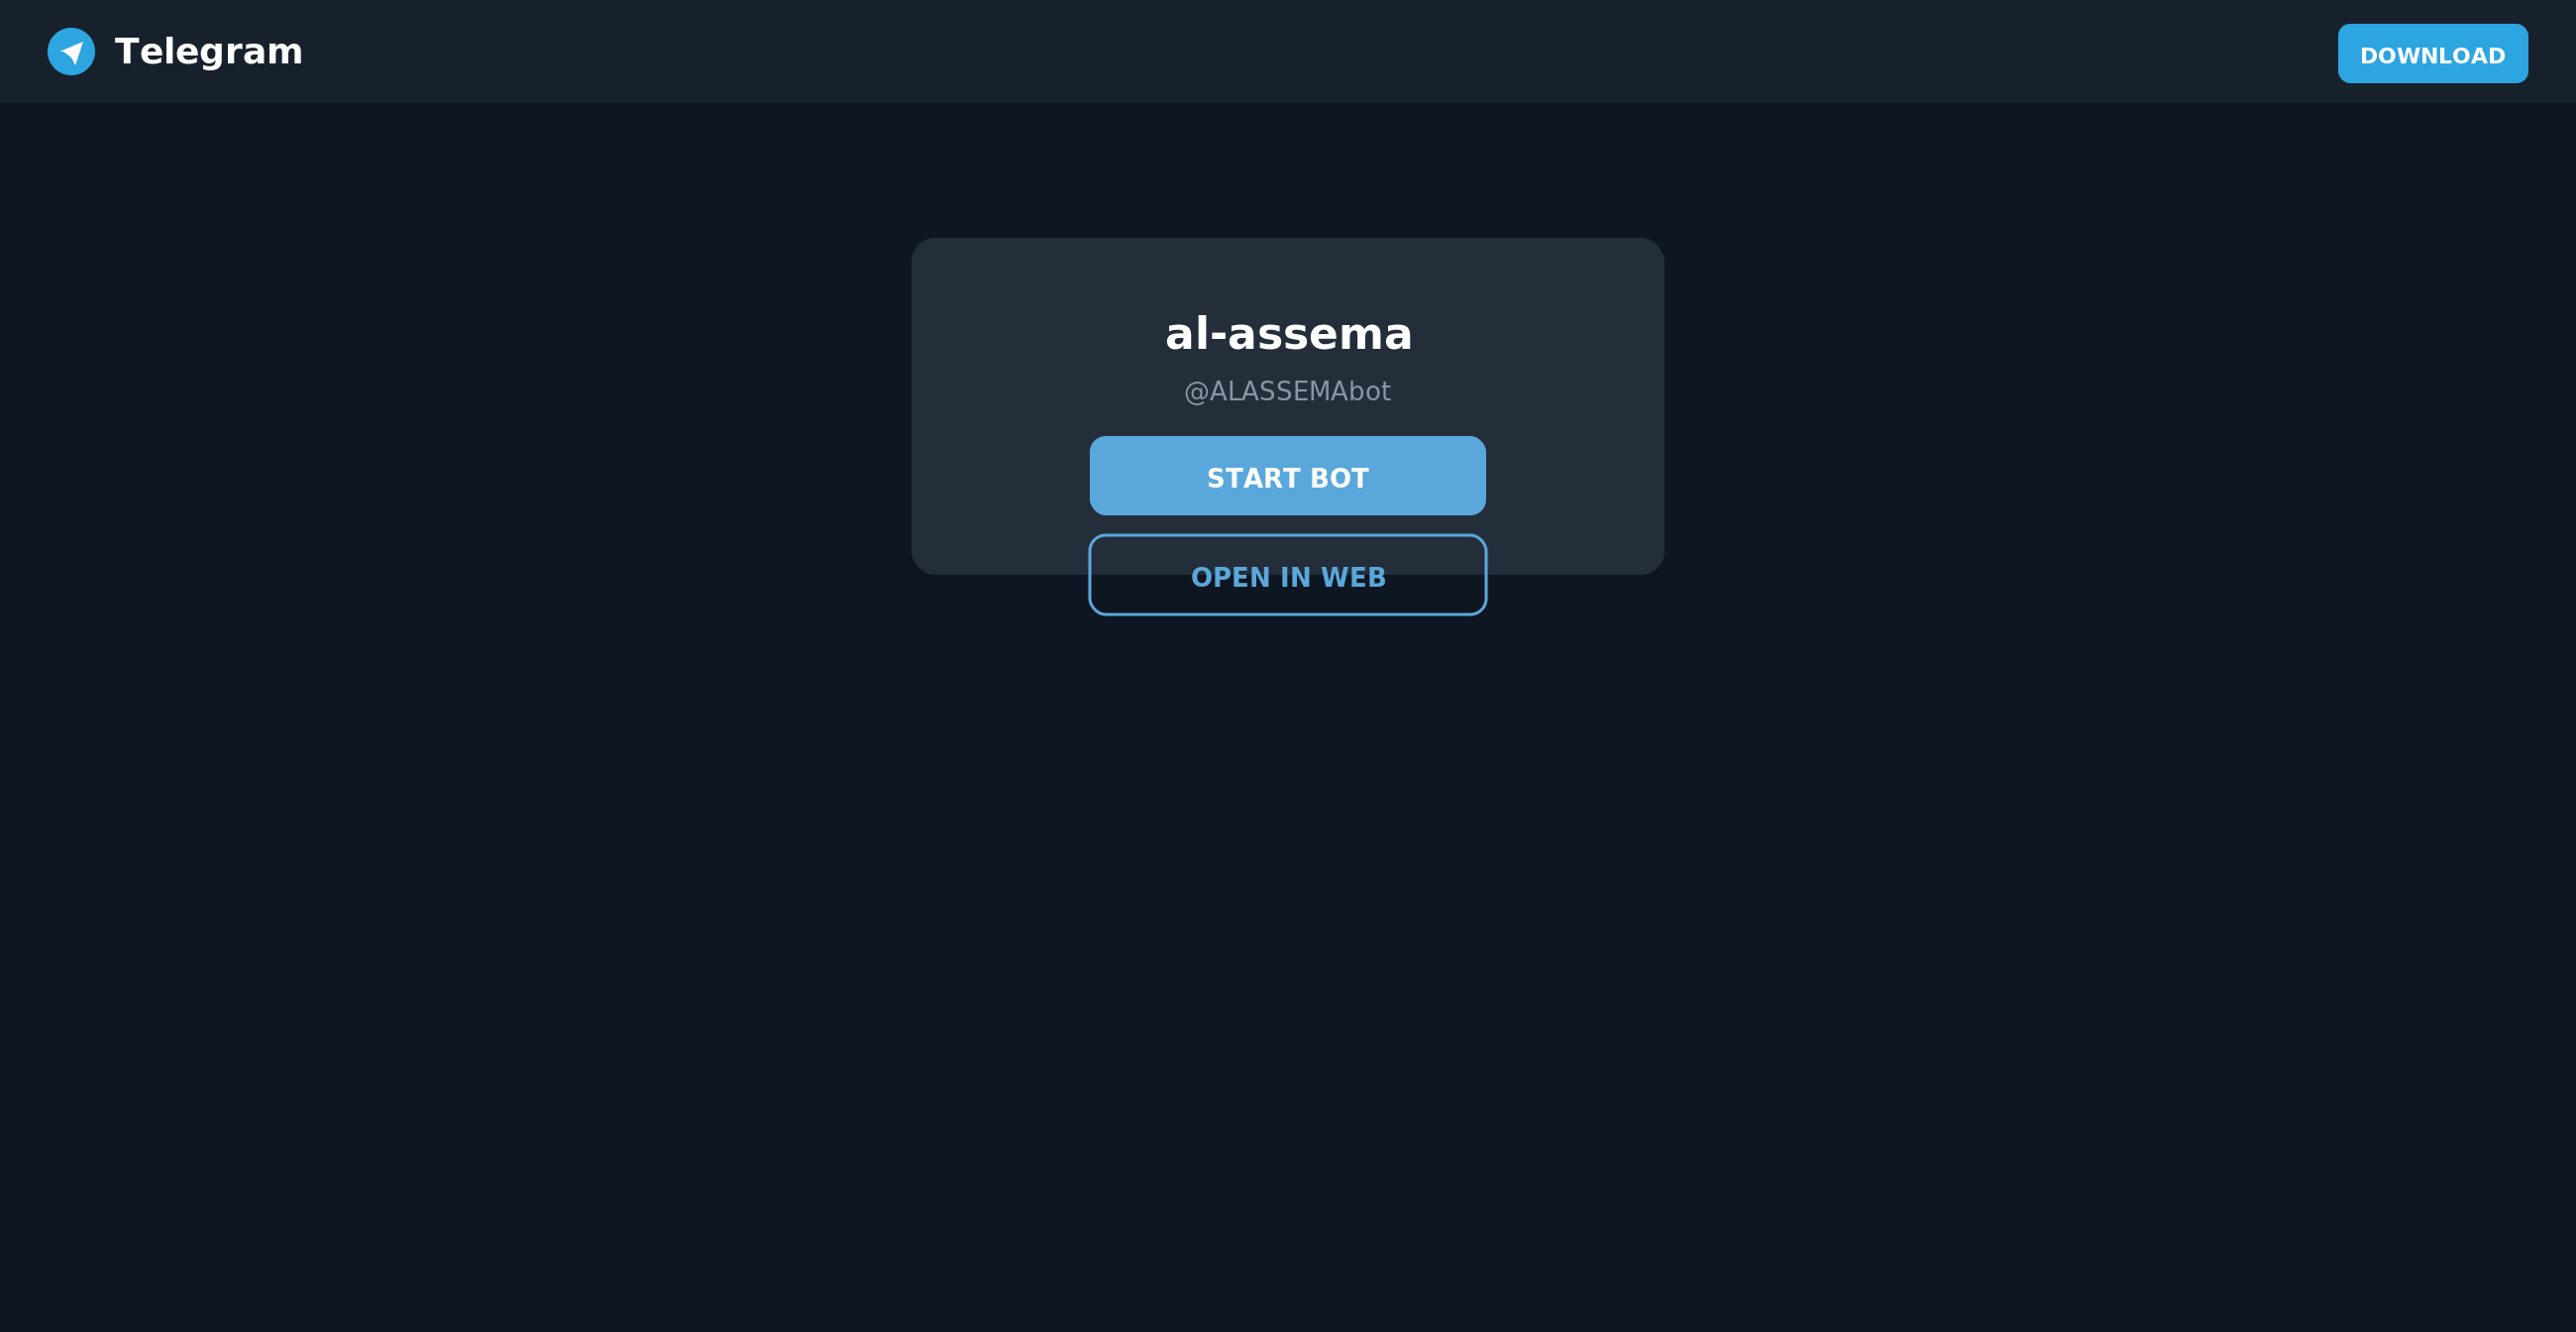 Telegram
DOWNLOAD
al-assema
@ALASSEMAbot
START BOT
OPEN IN WEB